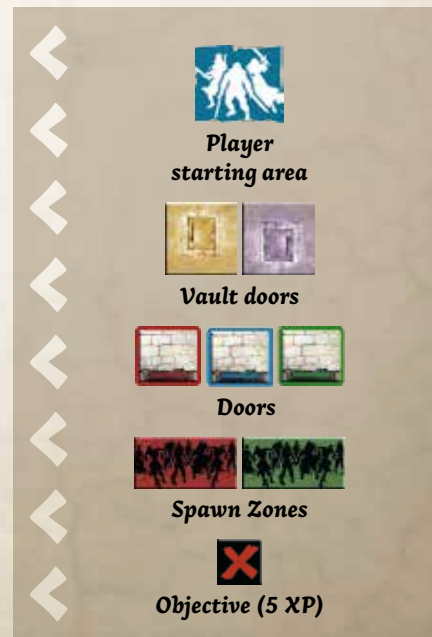 Player
starting area
Vault doors
Doors
Spawn Zones
Objective (5 XP)